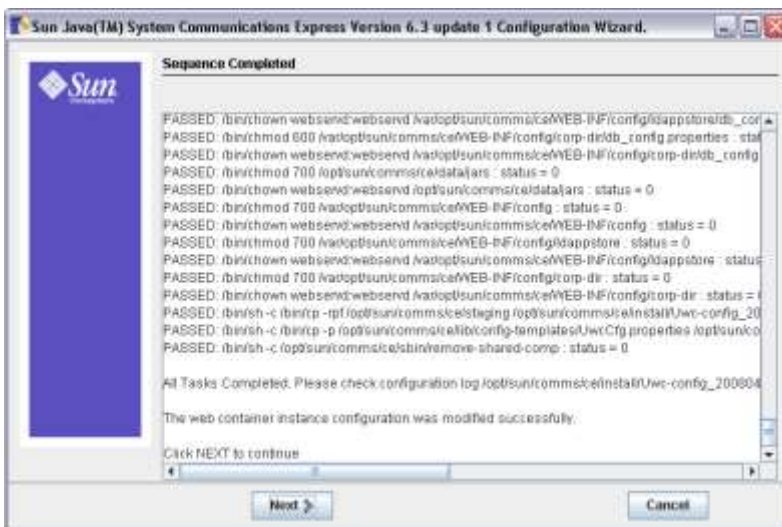 Sun Java(TM) System Communications Express Version 6.3 update 1 Configuration Wizard.
Sun
Sequence Completed
PASSED: /bin/chown webservd:webservd /var/opt/sun/comms/ce/WEB-INF/config/ldappstore/db_con
PASSED: /bin/chmod 600 /var/opt/sun/comms/ce/WEB-INF/config/corp-dir/db_config.properties : stat
PASSED: /bin/chown webservd:webservd /var/opt/sun/comms/ce/WEB-INF/config/corp-dir/db_config
PASSED: /bin/chmod 700 /opt/sun/comms/ce/data/jars : status = 0
PASSED: /bin/chown webservd:webservd /opt/sun/comms/ce/data/jars : status = 0
PASSED: /bin/chmod 700 /var/opt/sun/comms/ce/WEB-INF/config : status = 0
PASSED: /bin/chown webservd:webservd /var/opt/sun/comms/ce/WEB-INF/config : status = 0
PASSED: /bin/chmod 700 /var/opt/sun/comms/ce/WEB-INF/config/ldappstore : status = 0
PASSED: /bin/chown webservd:webservd /var/opt/sun/comms/ce/WEB-INF/config/ldappstore : status
PASSED: /bin/chmod 700 /var/opt/sun/comms/ce/WEB-INF/config/corp-dir : status = 0
PASSED: /bin/chown webservd:webservd /var/opt/sun/comms/ce/WEB-INF/config/corp-dir : status =
PASSED: /bin/sh -c /bin/cp -rpf /opt/sun/comms/ce/staging /opt/sun/comms/ce/install/Uwc-config_20
PASSED: /bin/sh -c /bin/cp -p /opt/sun/comms/ce/lib/config-templates/UwcCfg.properties /opt/sun/co
PASSED: /bin/sh -c /opt/sun/comms/ce/sbin/remove-shared-comp : status = 0
All Tasks Completed. Please check configuration log /opt/sun/comms/ce/install/Uwc-config_200804
The web container instance configuration was modified successfully.
Click NEXT to continue
Next
Cancel